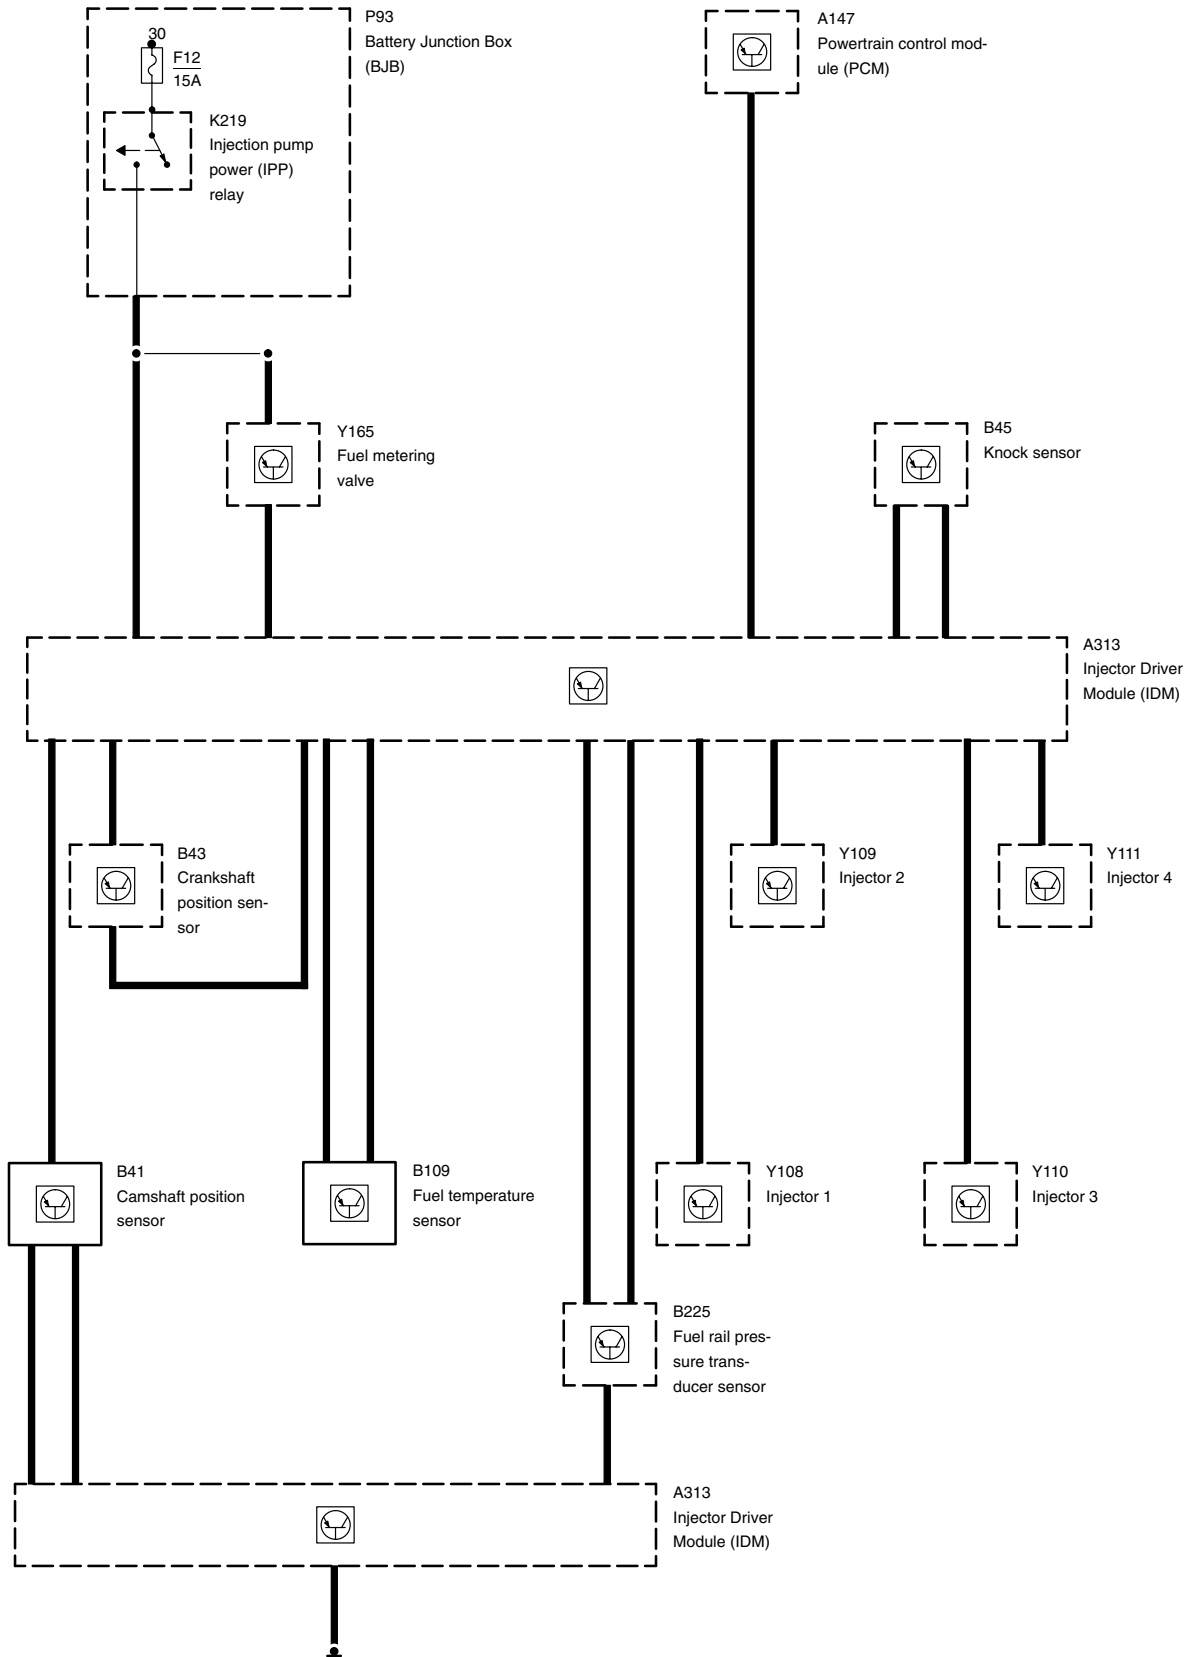 P93
Battery Junction Box
(BJB)
30
F12
15A
K219
Injection pump
power (IPP)
relay
A147
Powertrain control mod-
ule (PCM)
Y165
Fuel metering
valve
B45
Knock sensor
A313
Injector Driver
Module (IDM)
B43
Crankshaft
position sen-
sor
Y109
Injector 2
Y111
Injector 4
B41
Camshaft position
sensor
B109
Fuel temperature
sensor
Y108
Injector 1
Y110
Injector 3
B225
Fuel rail pres-
sure trans-
ducer sensor
A313
Injector Driver
Module (IDM)